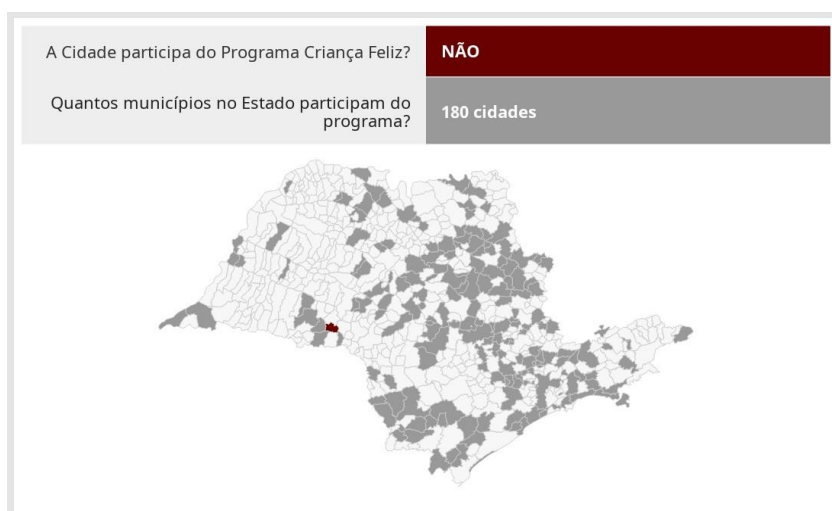 A Cidade participa do Programa Criança Feliz?
NÃO
Quantos municípios no Estado participam do
programa?
180 cidades